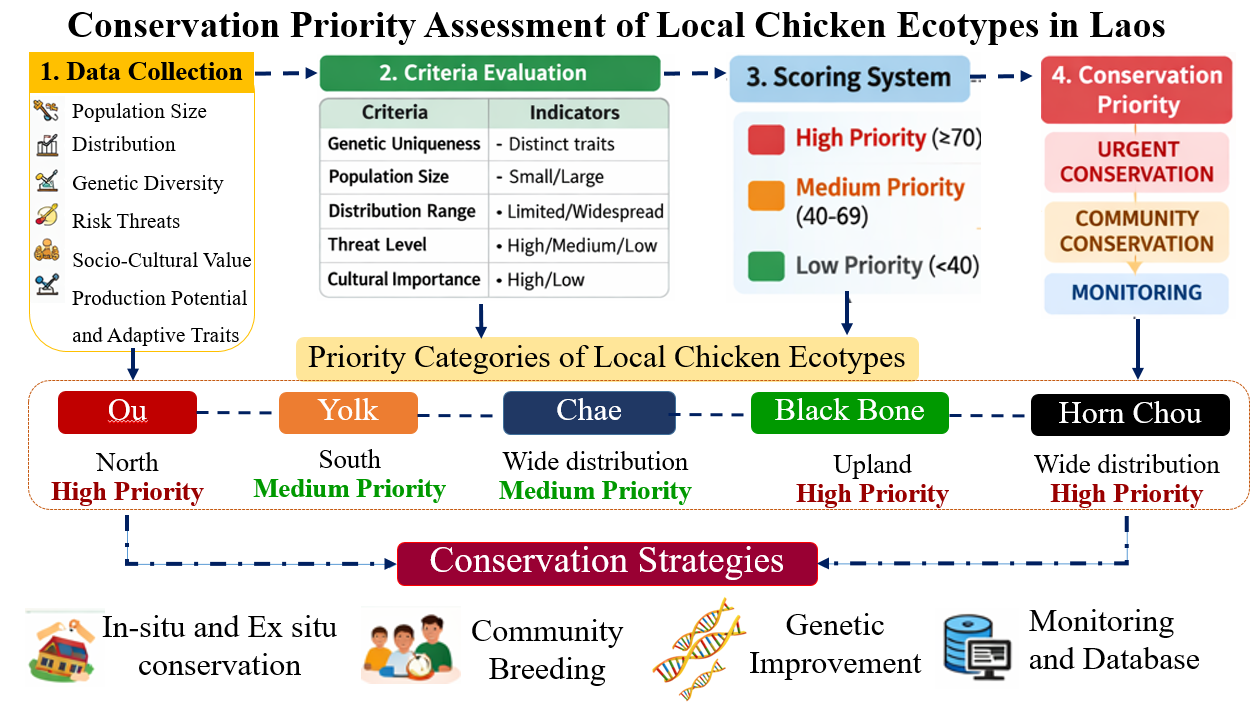 Conservation Priority Assessment of Local Chicken Ecotypes in Laos
1. Data Collection
Population Size
Distribution
Genetic Diversity
Risk Threats
Socio-Cultural Value
Production Potential
and Adaptive Traits
2. Criteria Evaluation
Criteria Indicators
Genetic Uniqueness - Distinct traits
Population Size - Small/Large
Distribution Range • Limited/Widespread
Threat Level • High/Medium/Low
Cultural Importance • High/Low
3. Scoring System
High Priority (≥70)
Medium Priority
(40-69)
Low Priority (<40)
4. Conservation
Priority
URGENT
CONSERVATION
COMMUNITY
CONSERVATION
MONITORING
Priority Categories of Local Chicken Ecotypes
Ou
North
High Priority
Yolk
South
Medium Priority
Chae
Wide distribution
Medium Priority
Black Bone
Upland
High Priority
Horn Chou
Wide distribution
High Priority
Conservation Strategies
In-situ and Ex situ
conservation
Community
Breeding
Genetic
Improvement
Monitoring
and Database